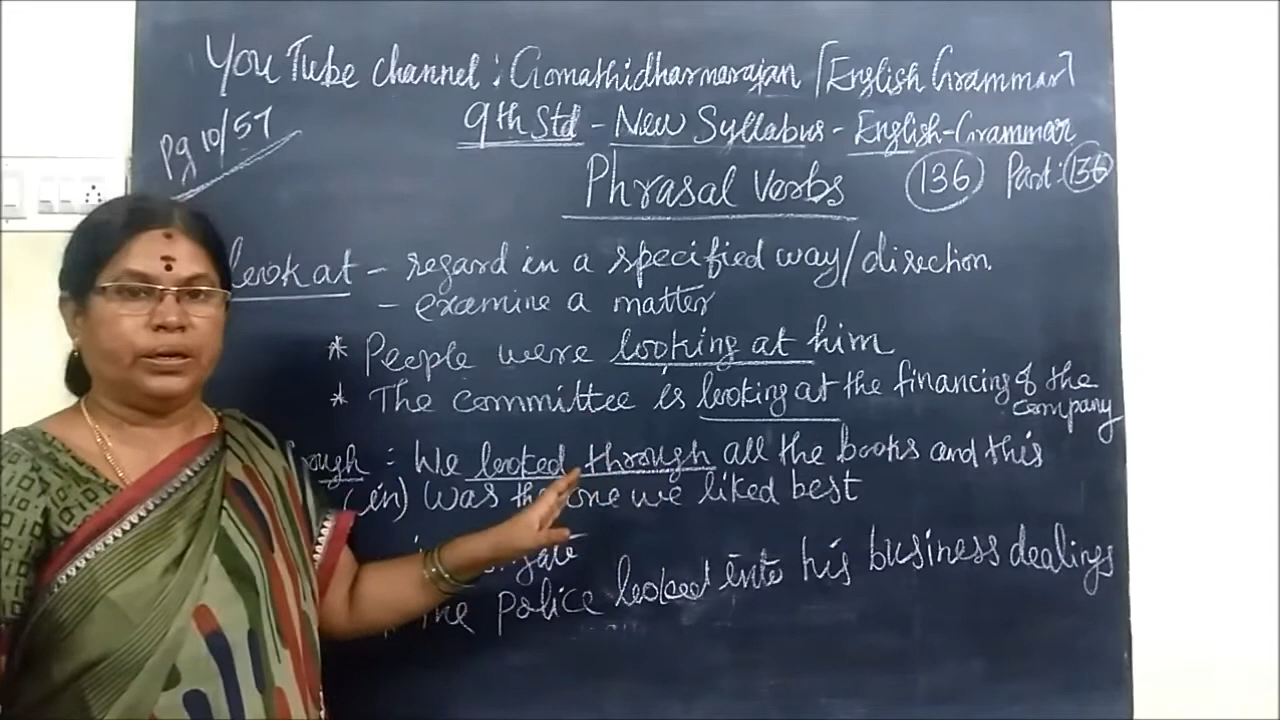 YouTube channel : Gomathidharmarajan [English Grammar]
Pg 10/57
9th Std - New Syllabus - English-Grammar
Phrasal Verbs 136 Part: 136
look at - regard in a specified way/direction.
- examine a matter
* People were looking at him
* The committee is looking at the financing of the company
: We looked through all the books and this
(in) was the one we liked best
The police looked into his business dealings